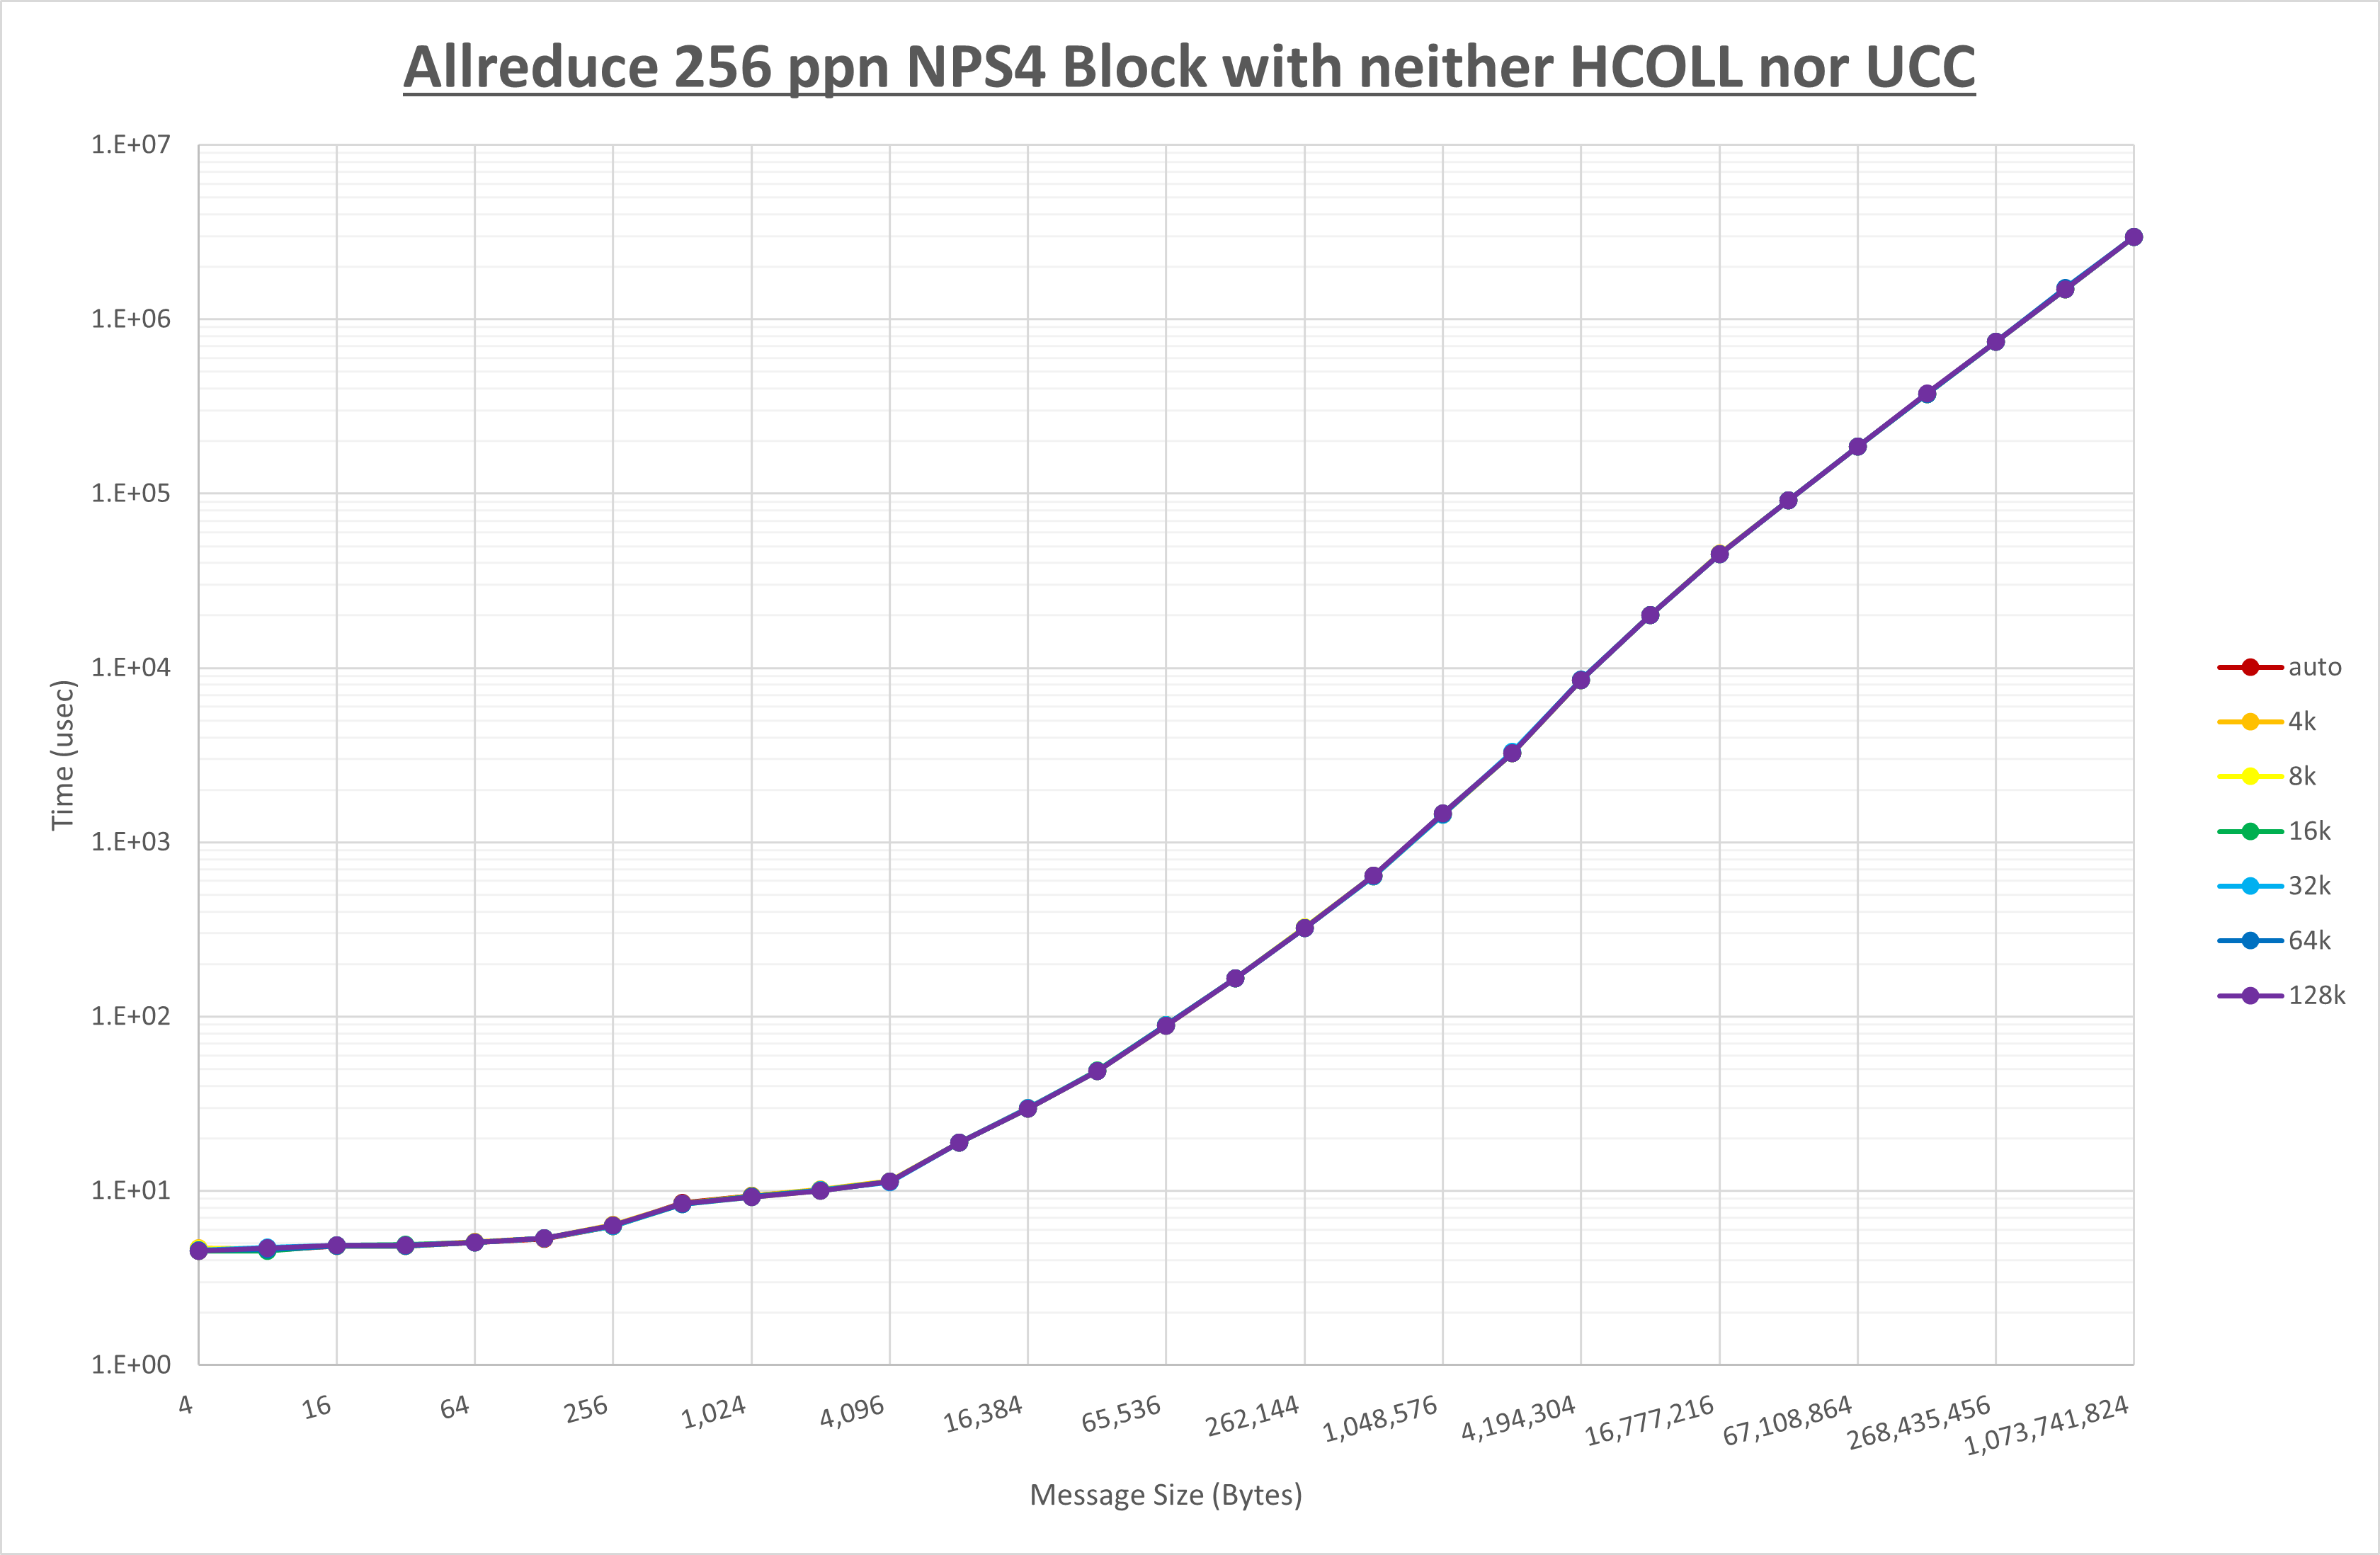 Allreduce 256 ppn NPS4 Block with neither HCOLL nor UCC
1.E+07
1.E+06
1.E+05
1.E+04
1.E+03
1.E+02
1.E+01
1.E+00
Time (usec)
4
16
64
256
1,024
4,096
16,384
65,536
262,144
1,048,576
4,194,304
16,777,216
67,108,864
268,435,456
1,073,741,824
Message Size (Bytes)
auto
4k
8k
16k
32k
64k
128k